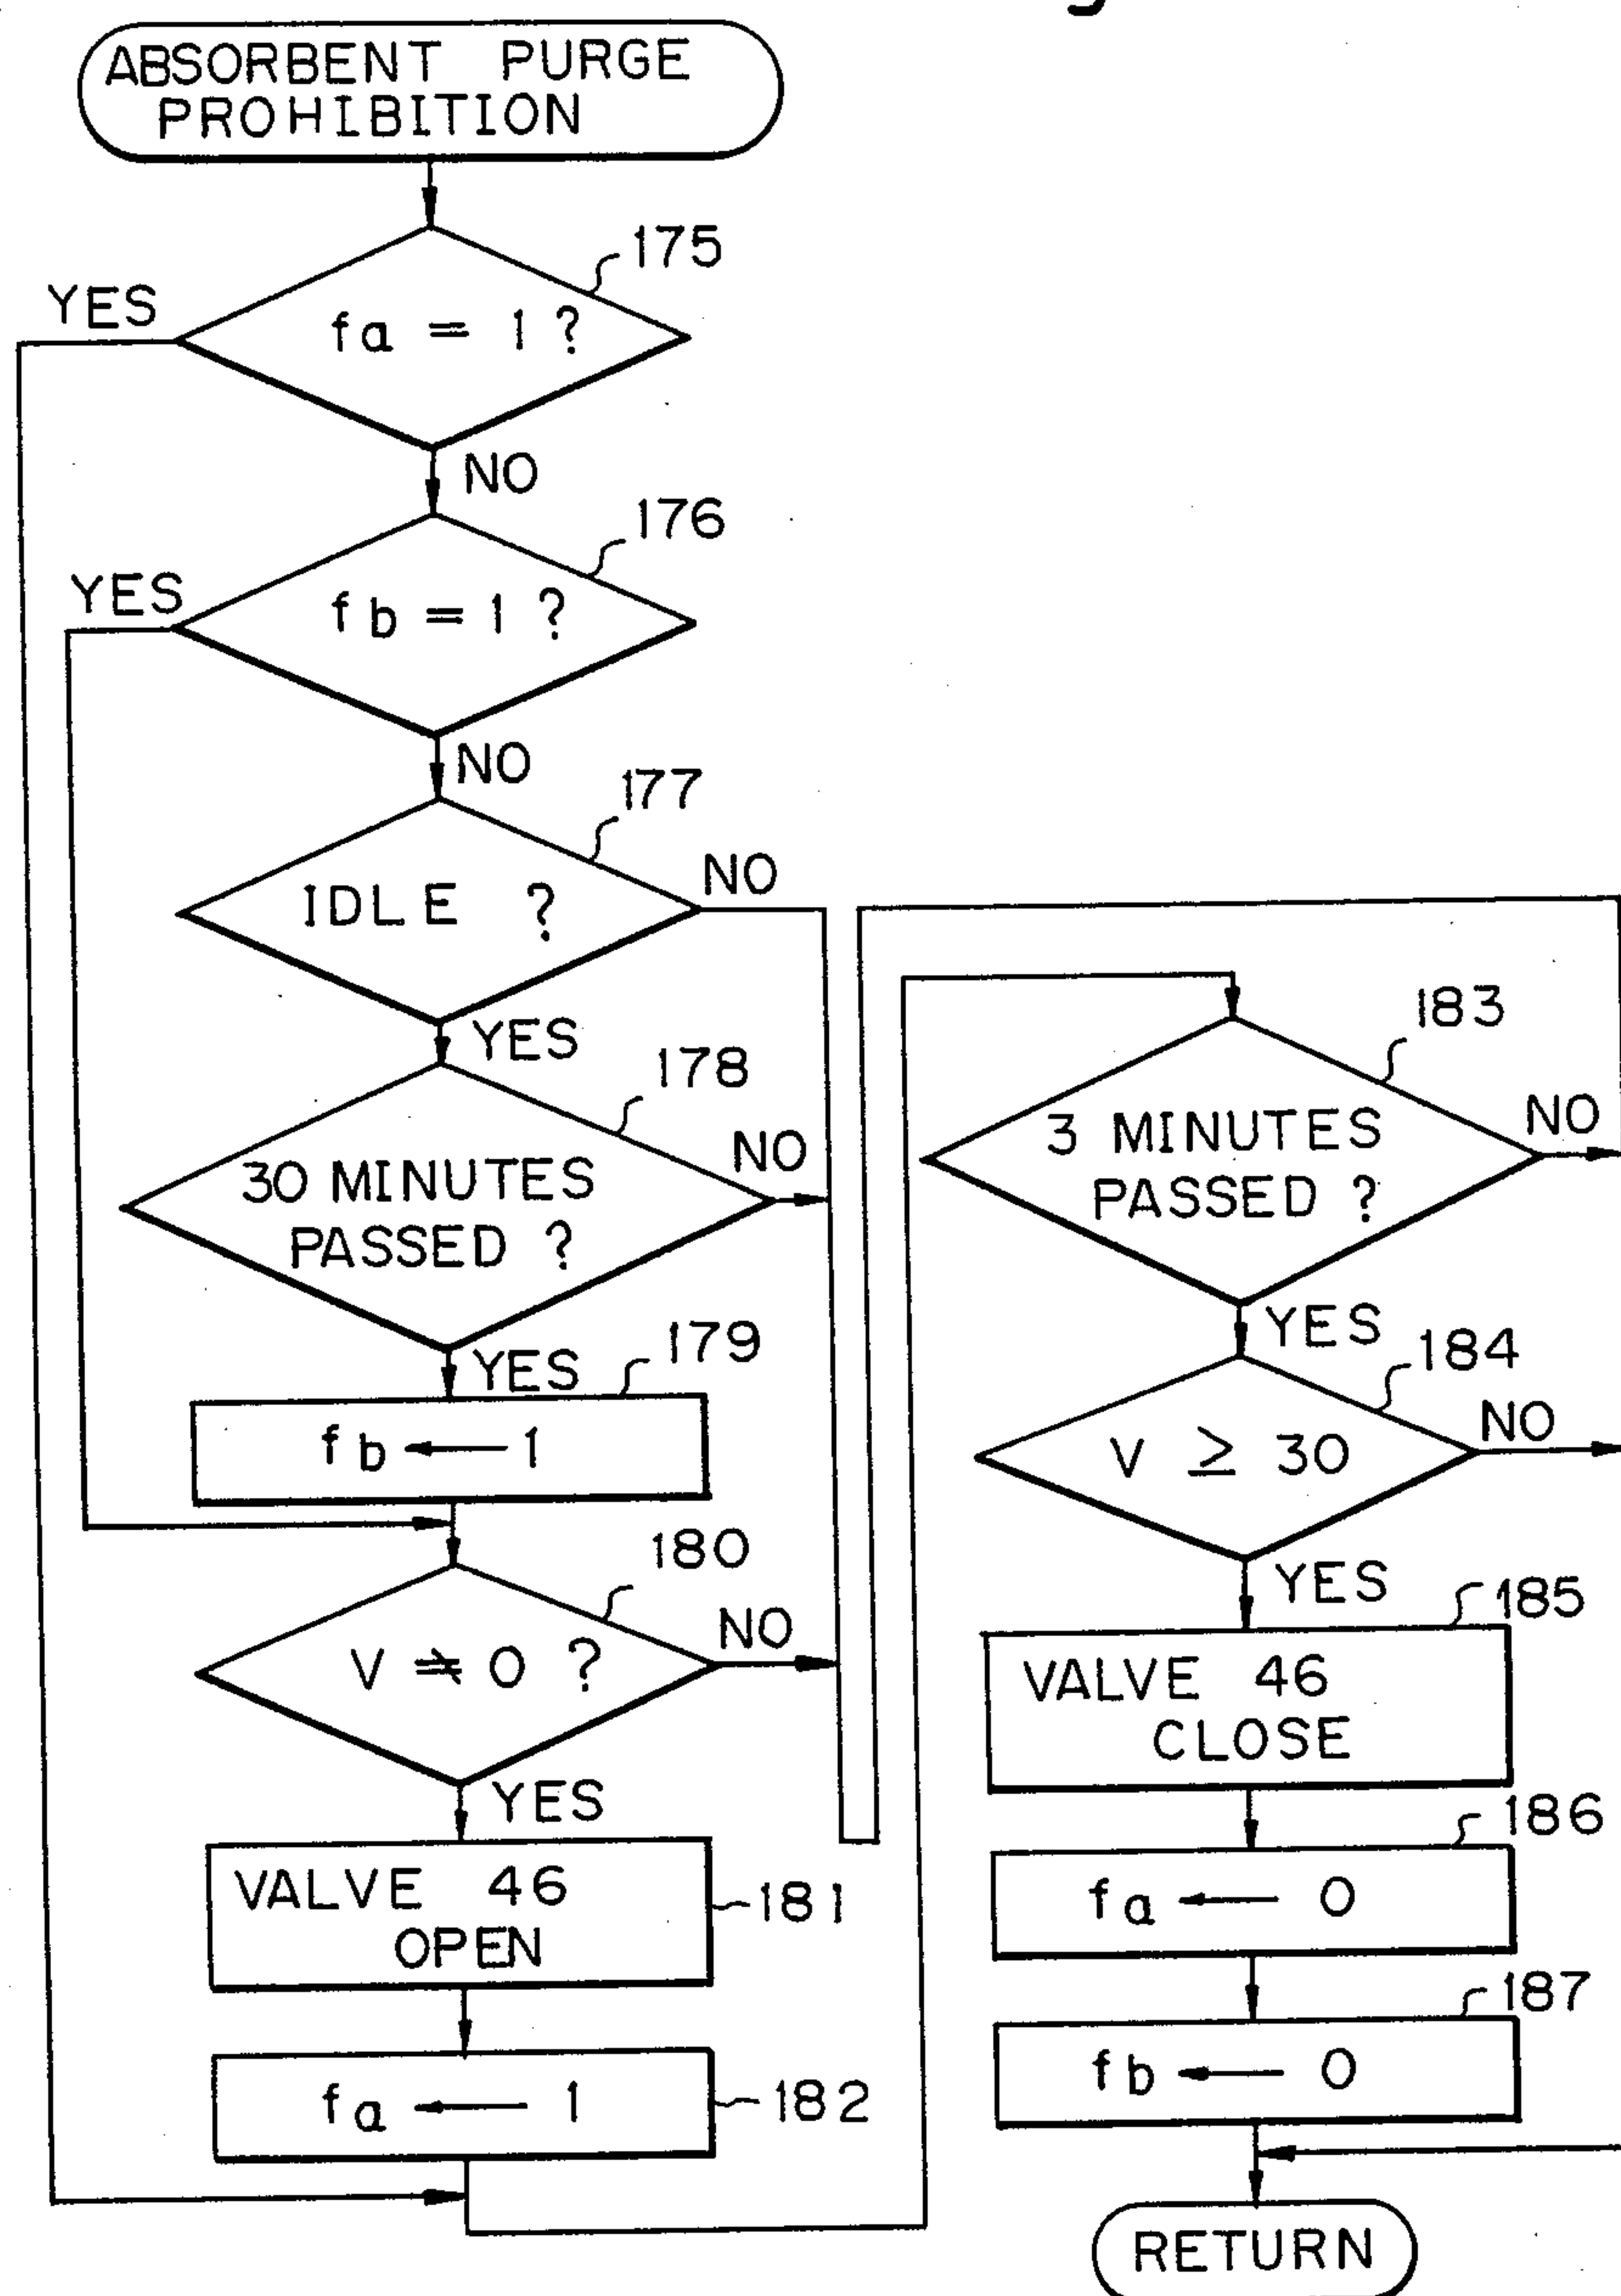 ABSORBENT PURGE
PROHIBITION
175
YES
fa = 1 ?
NO
176
YES
fb = 1 ?
NO
177
IDLE ?
NO
YES
178
30 MINUTES
PASSED ?
NO
YES
179
fb ← 1
180
V ≠ 0 ?
NO
YES
VALVE 46
OPEN
181
fa ← 1
182
183
3 MINUTES
PASSED ?
NO
YES
184
V ≥ 30
NO
YES
185
VALVE 46
CLOSE
186
fa ← 0
187
fb ← 0
RETURN